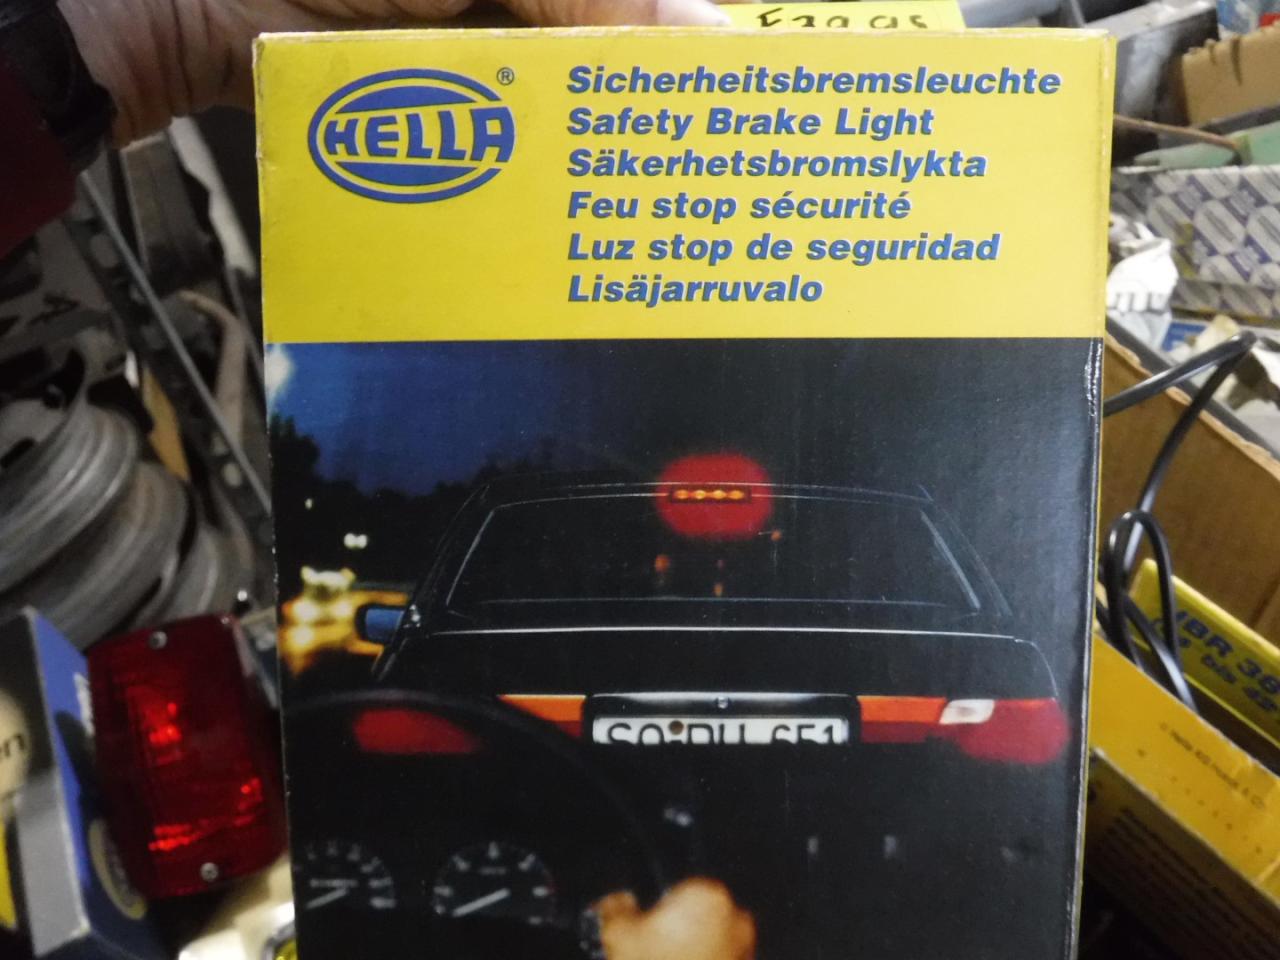 HELLA®
Sicherheitsbremsleuchte
Safety Brake Light
Säkerhetsbromslykta
Feu stop sécurité
Luz stop de seguridad
Lisäjarruvalo